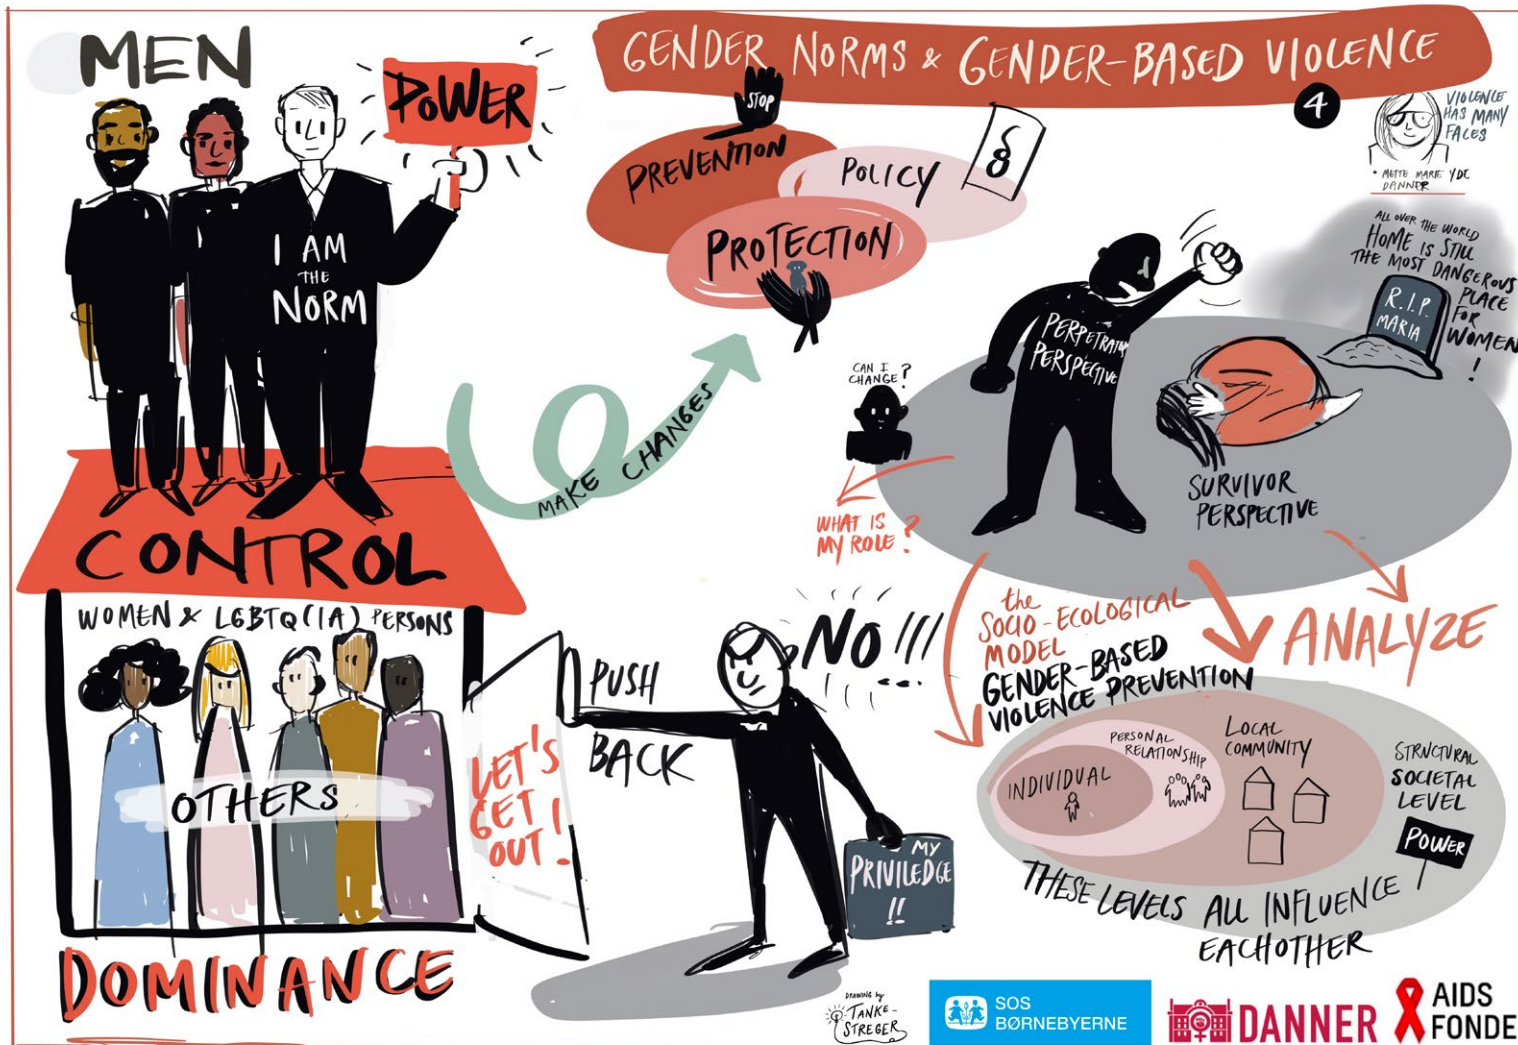 MEN
POWER
I AM
THE
NORM
CONTROL
WOMEN & LGBTQ(IA) PERSONS
OTHERS
DOMINANCE
LET'S
GET
OUT!
PUSH
BACK
NO!!!
MY
PRIVILEDGE
!!
MAKE CHANGES
GENDER NORMS & GENDER-BASED VIOLENCE
4
STOP
PREVENTION
POLICY
§
PROTECTION
VIOLENCE
HAS MANY
FACES
• METTE MARIE YDE
DANNER
ALL OVER THE WORLD
HOME IS STILL
THE MOST DANGEROUS
PLACE
FOR
WOMEN
!
R.I.P.
MARIA
PERPETRATOR
PERSPECTIVE
CAN I
CHANGE?
WHAT IS
MY ROLE?
SURVIVOR
PERSPECTIVE
the
SOCIO-ECOLOGICAL
MODEL
GENDER-BASED
VIOLENCE PREVENTION
ANALYZE
INDIVIDUAL
PERSONAL
RELATIONSHIP
LOCAL
COMMUNITY
STRUCTURAL
SOCIETAL
LEVEL
POWER
THESE LEVELS ALL INFLUENCE
EACHOTHER
DRAWING by
TANKE-
STREGER
SOS
BØRNEBYERNE
DANNER
AIDS
FONDE